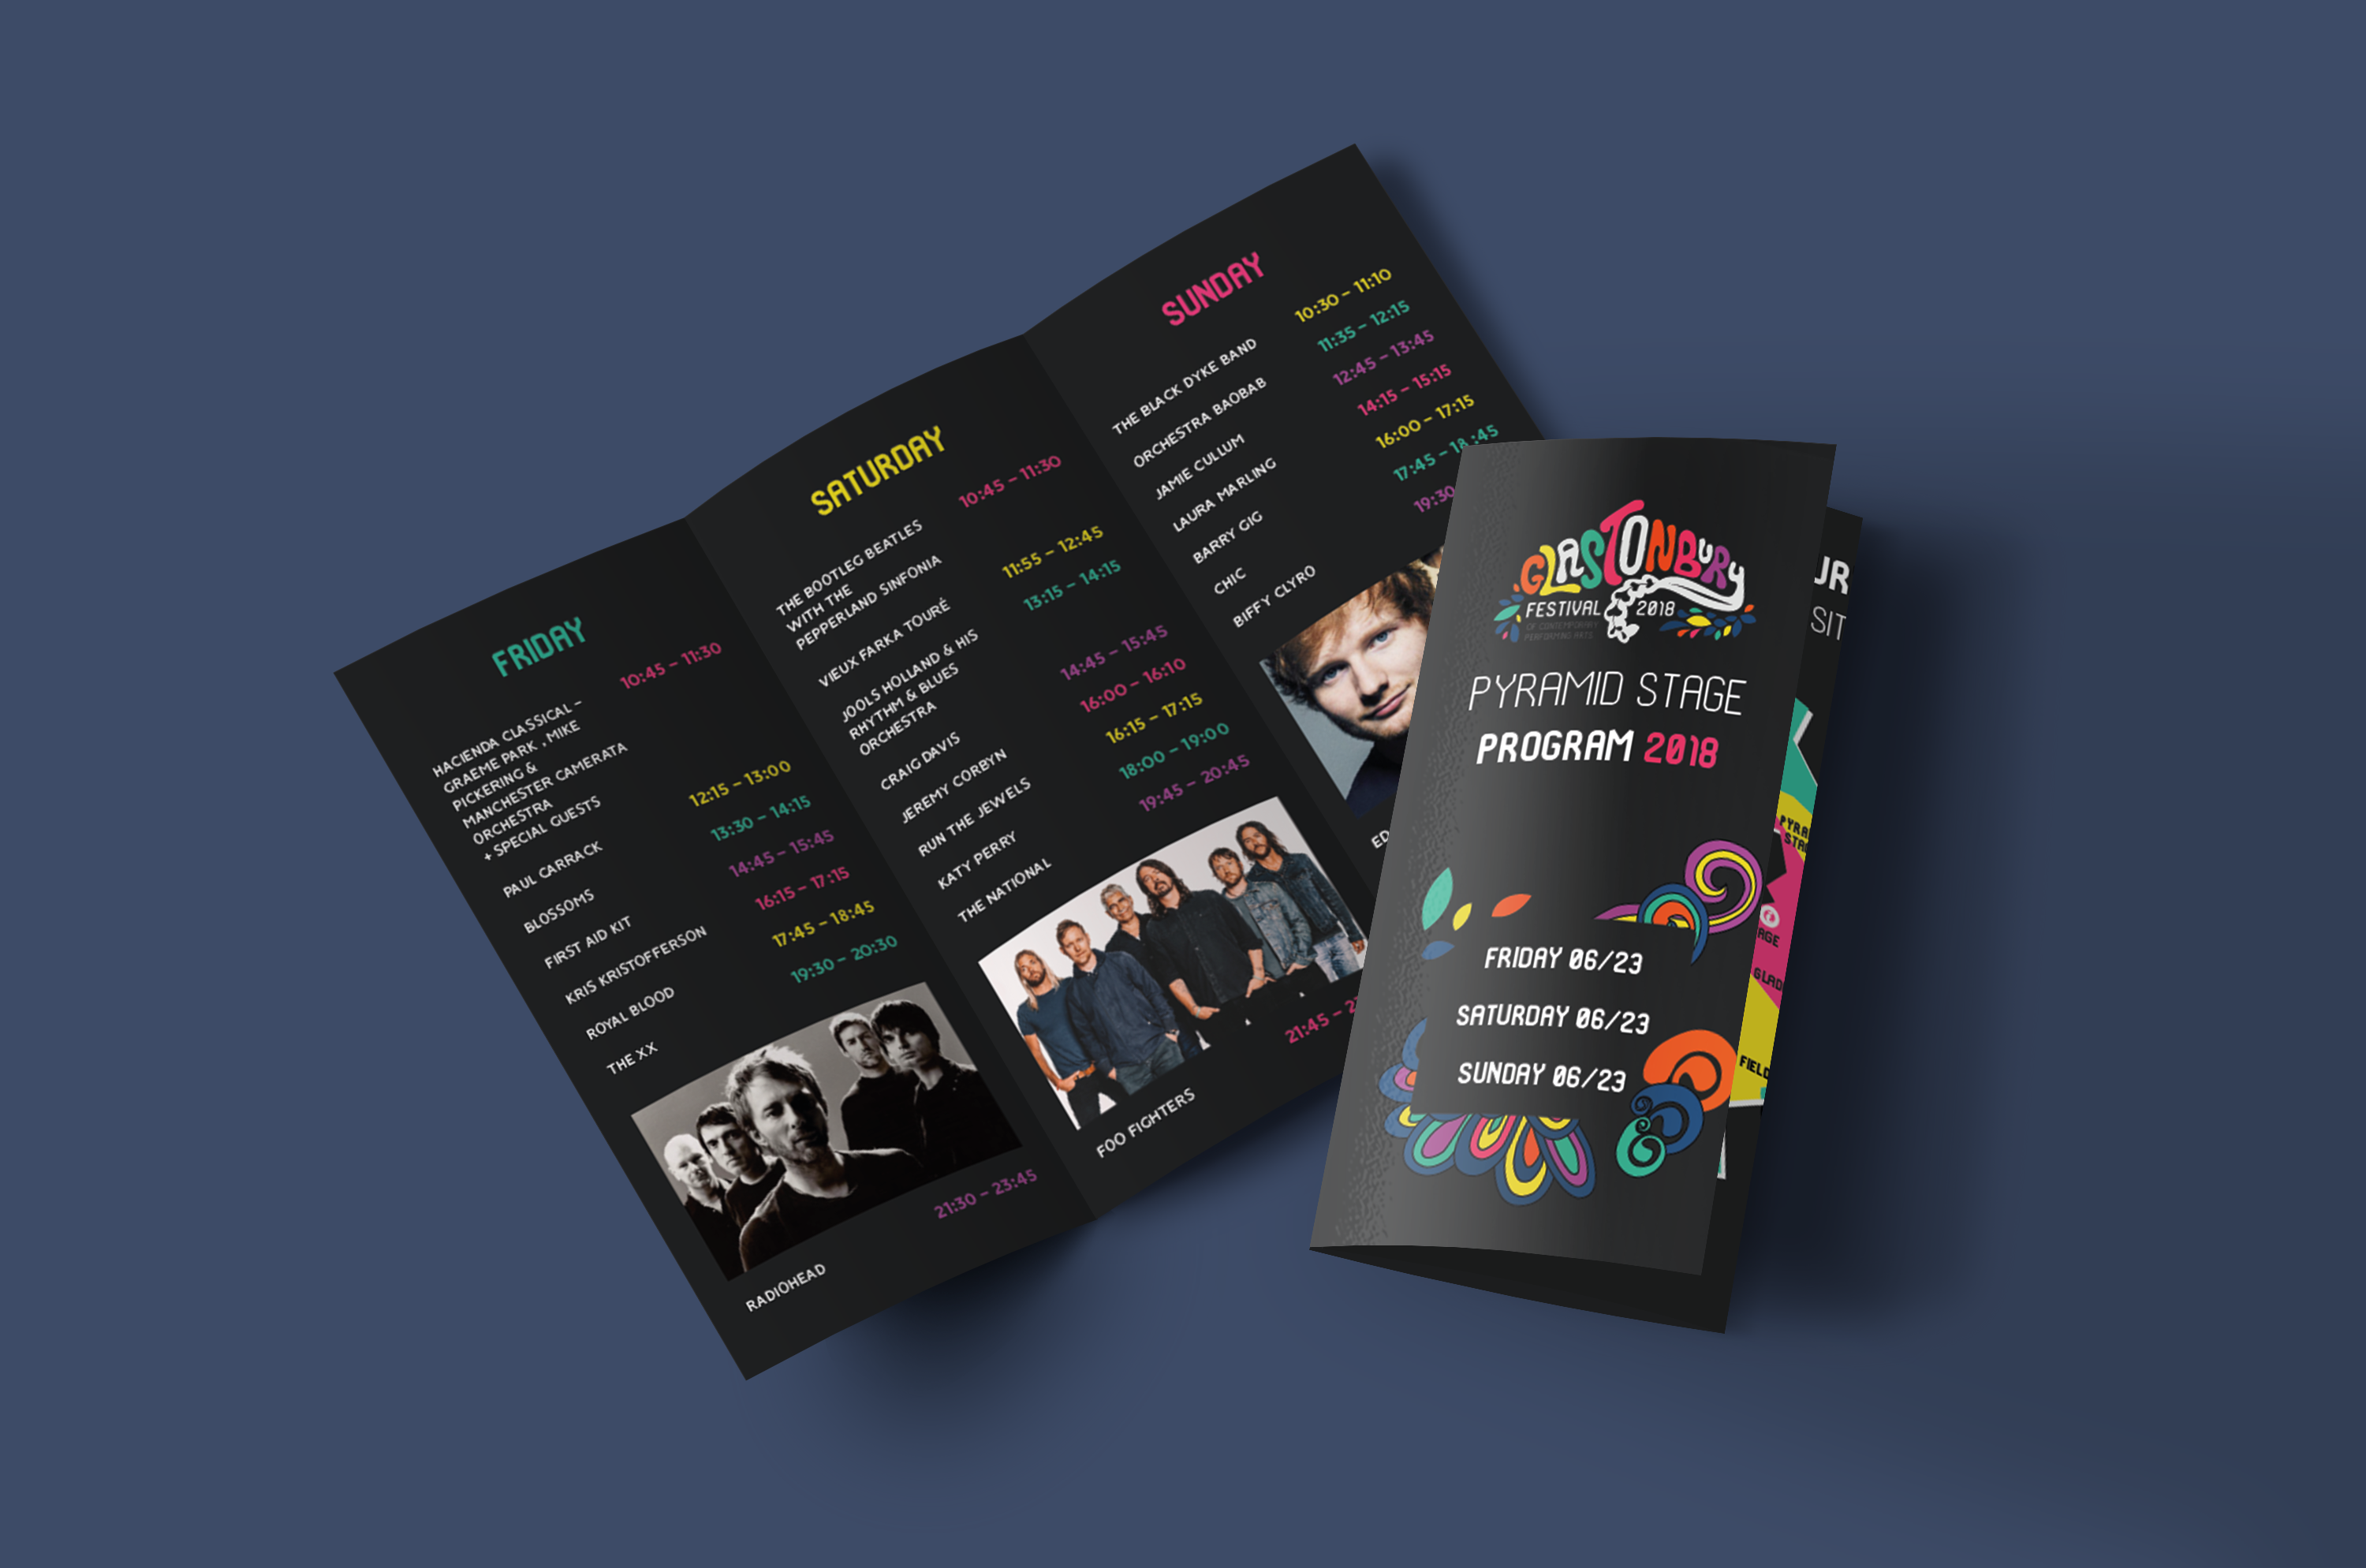 FRIDAY
10:45 – 11:30
HACIENDA CLASSICAL –
GRAEME PARK , MIKE
PICKERING &
MANCHESTER CAMERATA
ORCHESTRA
+ SPECIAL GUESTS
12:15 – 13:00
PAUL CARRACK
13:30 – 14:15
BLOSSOMS
14:45 – 15:45
FIRST AID KIT
16:15 – 17:15
KRIS KRISTOFFERSON
17:45 – 18:45
ROYAL BLOOD
19:30 – 20:30
THE XX
21:30 – 23:45
RADIOHEAD
SATURDAY
10:45 – 11:30
THE BOOTLEG BEATLES
WITH THE
PEPPERLAND SINFONIA
11:55 – 12:45
VIEUX FARKA TOURÉ
13:15 – 14:15
JOOLS HOLLAND & HIS
RHYTHM & BLUES
ORCHESTRA
14:45 – 15:45
CRAIG DAVIS
16:00 – 16:10
JEREMY CORBYN
16:15 – 17:15
RUN THE JEWELS
18:00 – 19:00
KATY PERRY
19:45 – 20:45
THE NATIONAL
21:45 –
FOO FIGHTERS
SUNDAY
10:30 – 11:10
THE BLACK DYKE BAND
11:35 – 12:15
ORCHESTRA BAOBAB
12:45 – 13:45
JAMIE CULLUM
14:15 – 15:15
LAURA MARLING
16:00 – 17:15
BARRY GIG
17:45 – 18:45
CHIC
19:30
BIFFY CLYRO
ED
GLASTONBURY
FESTIVAL 2018
OF CONTEMPORARY
PERFORMING ARTS
PYRAMID STAGE
PROGRAM 2018
FRIDAY 06/23
SATURDAY 06/23
SUNDAY 06/23
UR
SIT
PYRA
STA
AGE
GLAD
FIELD